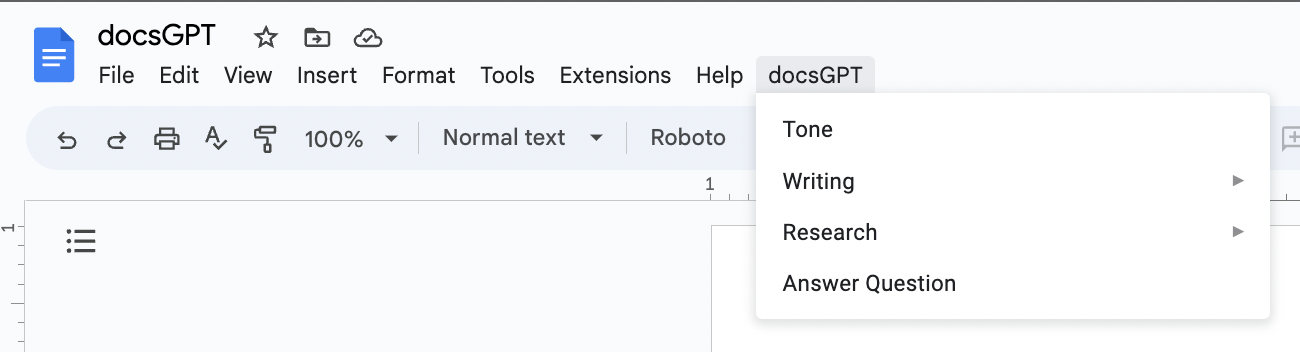 docsGPT
File Edit View Insert Format Tools Extensions Help docsGPT
100% Normal text Roboto
Tone
Writing
Research
Answer Question
1
1